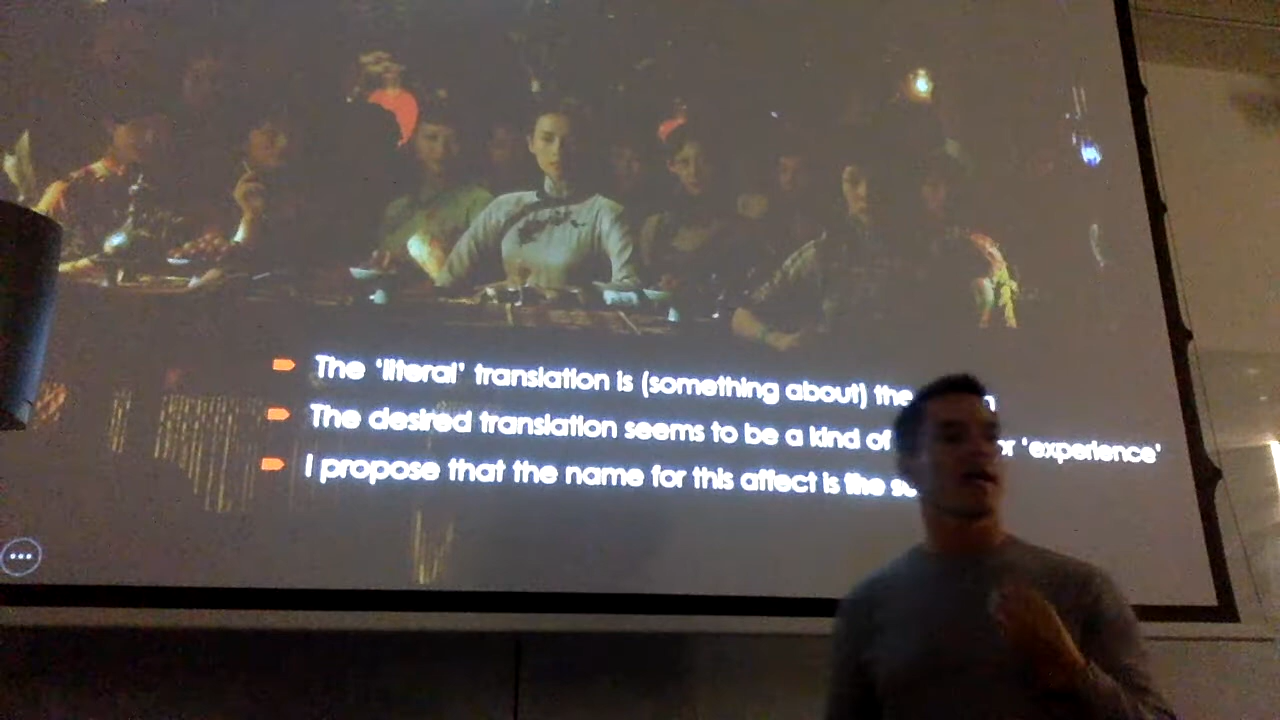 The 'literal' translation is (something about) the
The desired translation seems to be a kind of or 'experience'
I propose that the name for this affect is the